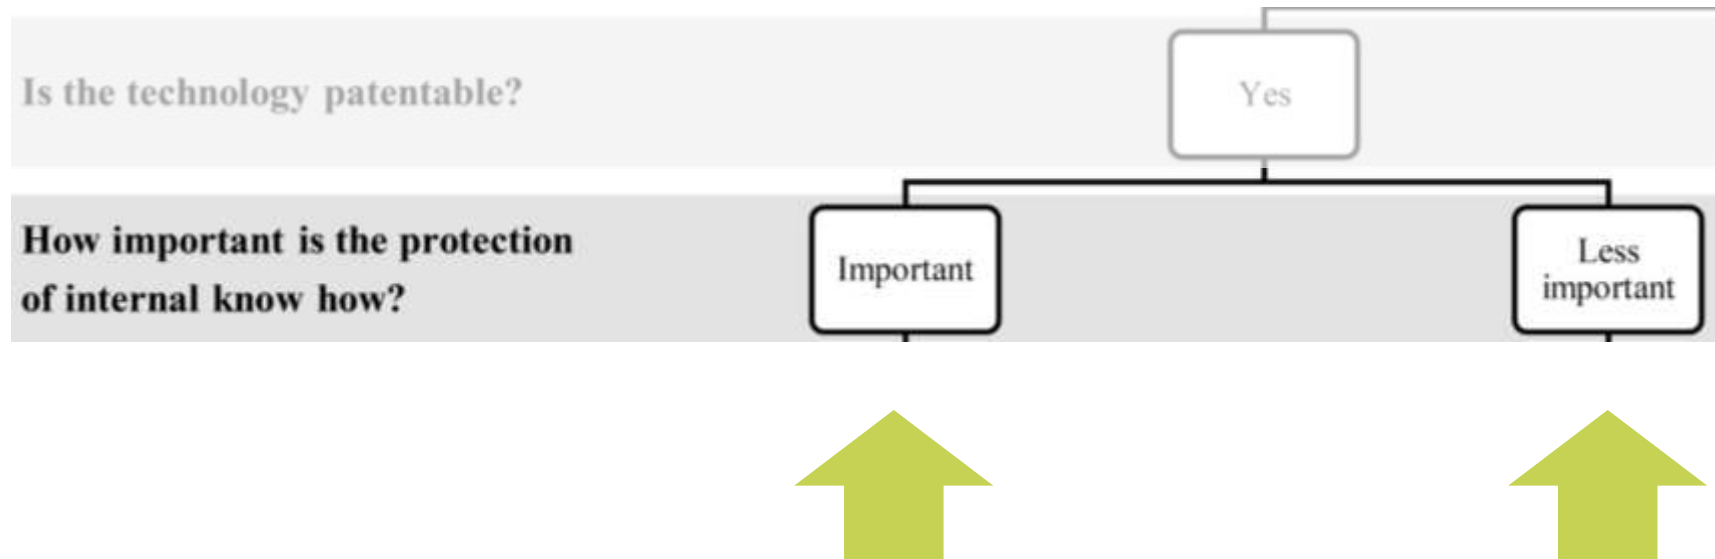 Is the technology patentable?
Yes
How important is the protection
of internal know how?
Important
Less
important